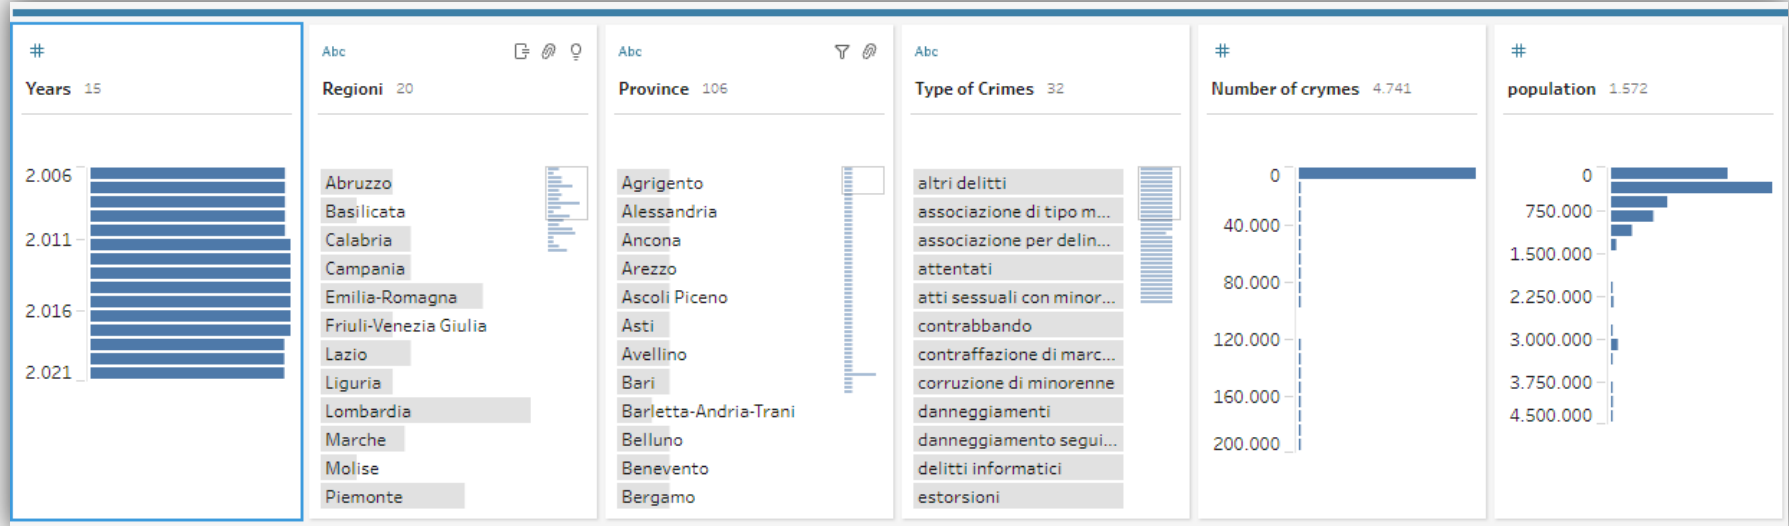 #
Years 15
2.006
2.011
2.016
2.021
Abc
Regioni 20
Abruzzo
Basilicata
Calabria
Campania
Emilia-Romagna
Friuli-Venezia Giulia
Lazio
Liguria
Lombardia
Marche
Molise
Piemonte
Abc
Province 106
Agrigento
Alessandria
Ancona
Arezzo
Ascoli Piceno
Asti
Avellino
Bari
Barletta-Andria-Trani
Belluno
Benevento
Bergamo
Abc
Type of Crimes 32
altri delitti
associazione di tipo m...
associazione per delin...
attentati
atti sessuali con minor...
contrabbando
contraffazione di marc...
corruzione di minorenne
danneggiamenti
danneggiamento segui...
delitti informatici
estorsioni
#
Number of crymes 4.741
0
40.000
80.000
120.000
160.000
200.000
#
population 1.572
0
750.000
1.500.000
2.250.000
3.000.000
3.750.000
4.500.000